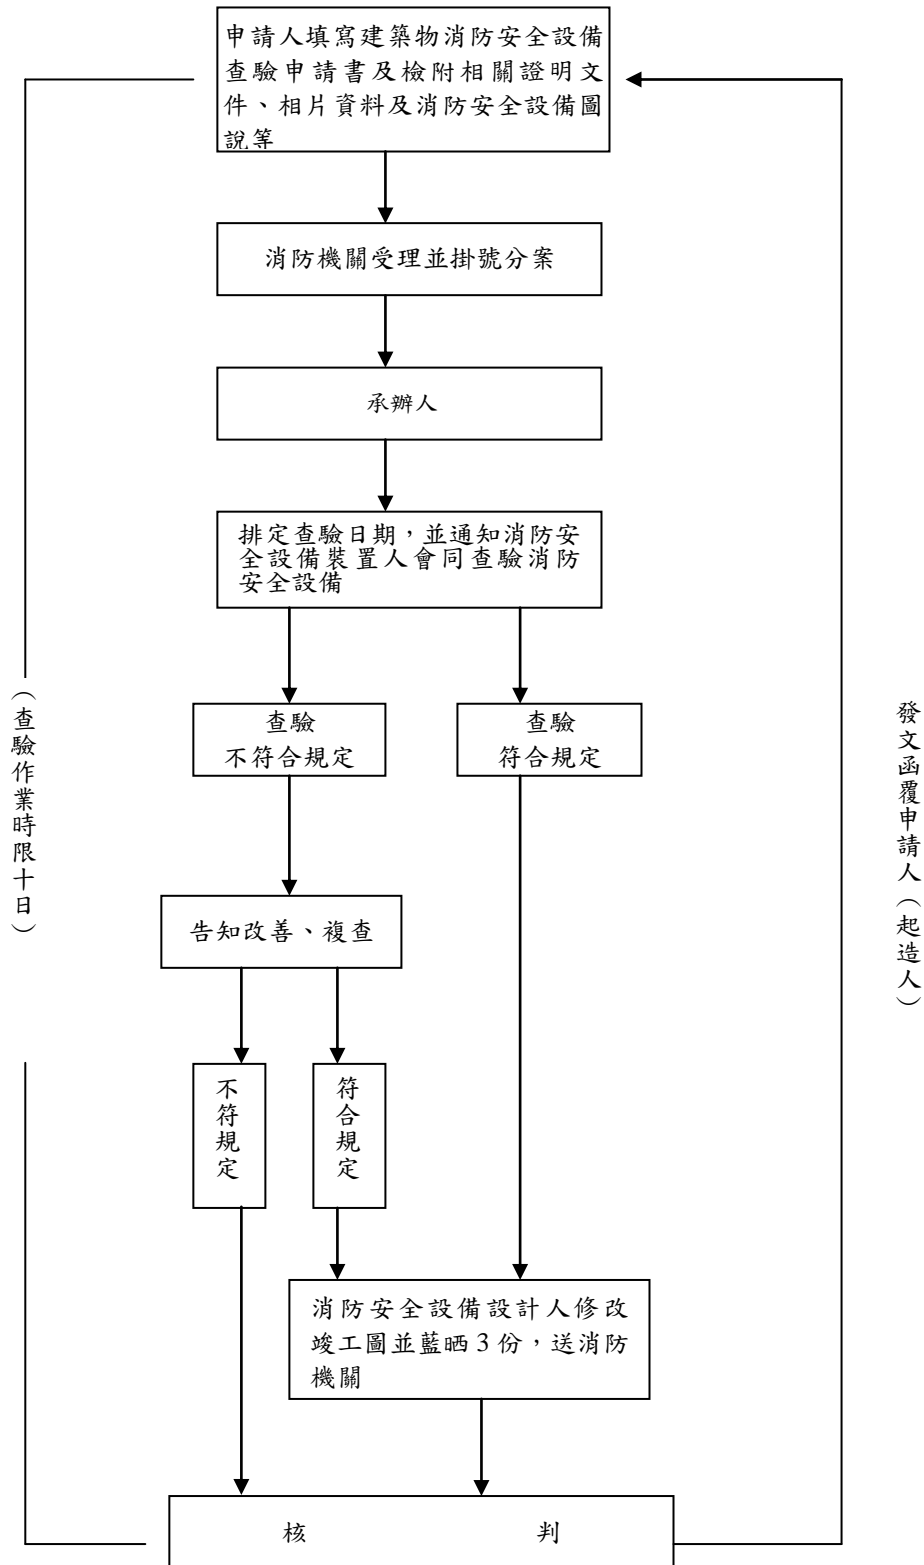 申請人填寫建築物消防安全設備
查驗申請書及檢附相關證明文
件、相片資料及消防安全設備圖
說等
消防機關受理並掛號分案
承辦人
排定查驗日期，並通知消防安
全設備裝置人會同查驗消防
安全設備
查驗
不符合規定
查驗
符合規定
（查驗作業時限十日）
發文函覆申請人（起造人）
告知改善、複查
不符規定
符合規定
消防安全設備設計人修改
竣工圖並藍晒3份，送消防
機關
核 判